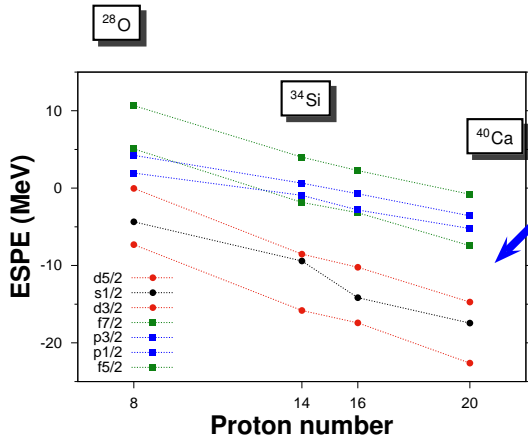 ²⁸O
³⁴Si
⁴⁰Ca
10
0
-10
-20
ESPE (MeV)
d5/2
s1/2
d3/2
f7/2
p3/2
p1/2
f5/2
8 14 16 20
Proton number